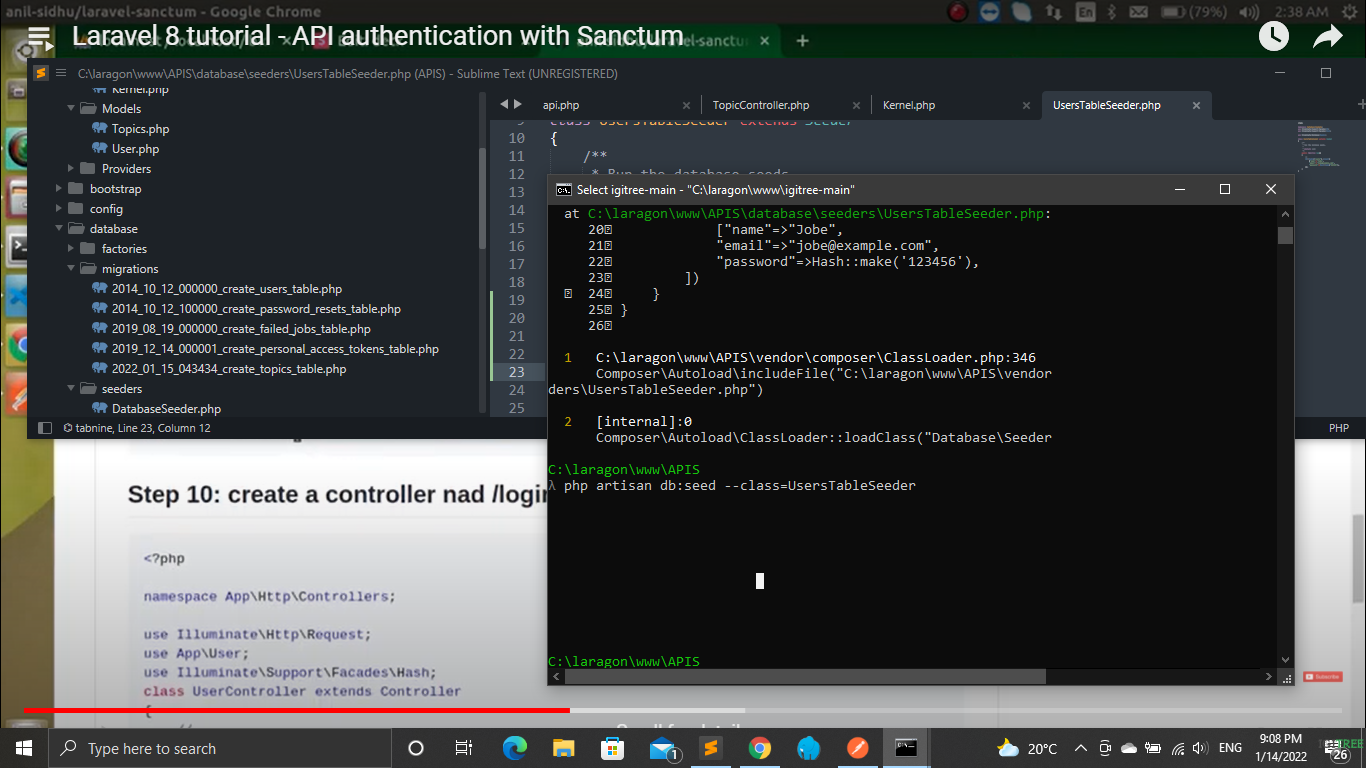 anil-sidhu/laravel-sanctum - Google Chrome
En
(79%)
2:38 AM
Laravel 8 tutorial - API authentication with Sanctum
C:\laragon\www\APIS\database\seeders\UsersTableSeeder.php (APIS) - Sublime Text (UNREGISTERED)
Kernel.php
Models
Topics.php
User.php
Providers
bootstrap
config
database
factories
migrations
2014_10_12_000000_create_users_table.php
2014_10_12_100000_create_password_resets_table.php
2019_08_19_000000_create_failed_jobs_table.php
2019_12_14_000001_create_personal_access_tokens_table.php
2022_01_15_043434_create_topics_table.php
seeders
DatabaseSeeder.php
api.php
TopicController.php
Kernel.php
UsersTableSeeder.php
9 class UsersTableSeeder extends Seeder
10 {
11 /**
12 * Run the database seeds.
13
14
15
16
17
18
19
20
21
22
23
24
25
tabnine, Line 23, Column 12
PHP
Select igitree-main - "C:\laragon\www\igitree-main"
at C:\laragon\www\APIS\database\seeders\UsersTableSeeder.php:
20 ["name"=>"Jobe",
21 "email"=>"jobe@example.com",
22 "password"=>Hash::make('123456'),
23 ])
24 }
25 }
26
1 C:\laragon\www\APIS\vendor\composer\ClassLoader.php:346
Composer\Autoload\includeFile("C:\laragon\www\APIS\vendor
ders\UsersTableSeeder.php")
2 [internal]:0
Composer\Autoload\ClassLoader::loadClass("Database\Seeder
C:\laragon\www\APIS
λ php artisan db:seed --class=UsersTableSeeder
C:\laragon\www\APIS
Step 10: create a controller nad /login
<?php
namespace App\Http\Controllers;
use Illuminate\Http\Request;
use App\User;
use Illuminate\Support\Facades\Hash;
class UserController extends Controller
{
Subscribe
Scroll for details
Type here to search
1
20°C
ENG
9:08 PM
1/14/2022
26